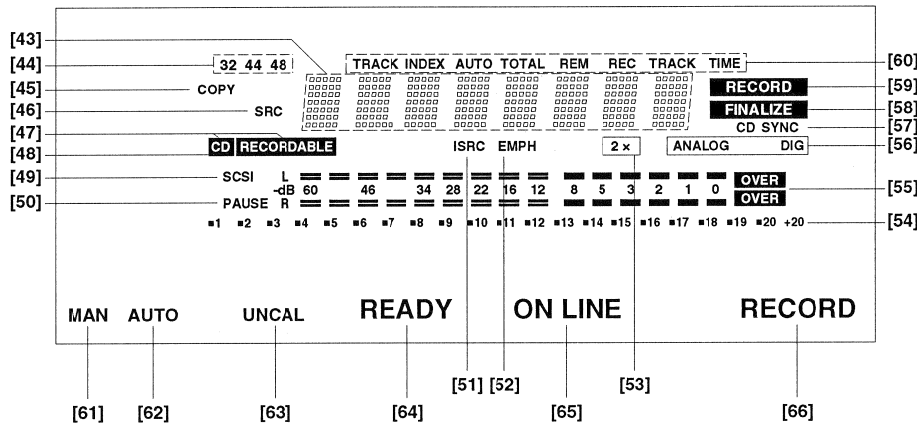 [43]
[44] 32 44 48 TRACK INDEX AUTO TOTAL REM REC TRACK TIME [60]
[45] COPY RECORD [59]
[46] SRC FINALIZE [58]
CD SYNC [57]
[47]
[48] CD RECORDABLE ISRC EMPH 2 × ANALOG DIG [56]
[49] SCSI L OVER
-dB 60 46 34 28 22 16 12 8 5 3 2 1 0 [55]
[50] PAUSE R OVER
1 2 3 4 5 6 7 8 9 10 11 12 13 14 15 16 17 18 19 20 +20 [54]
MAN AUTO UNCAL READY ON LINE RECORD
[51] [52] [53]
[61] [62] [63] [64] [65] [66]